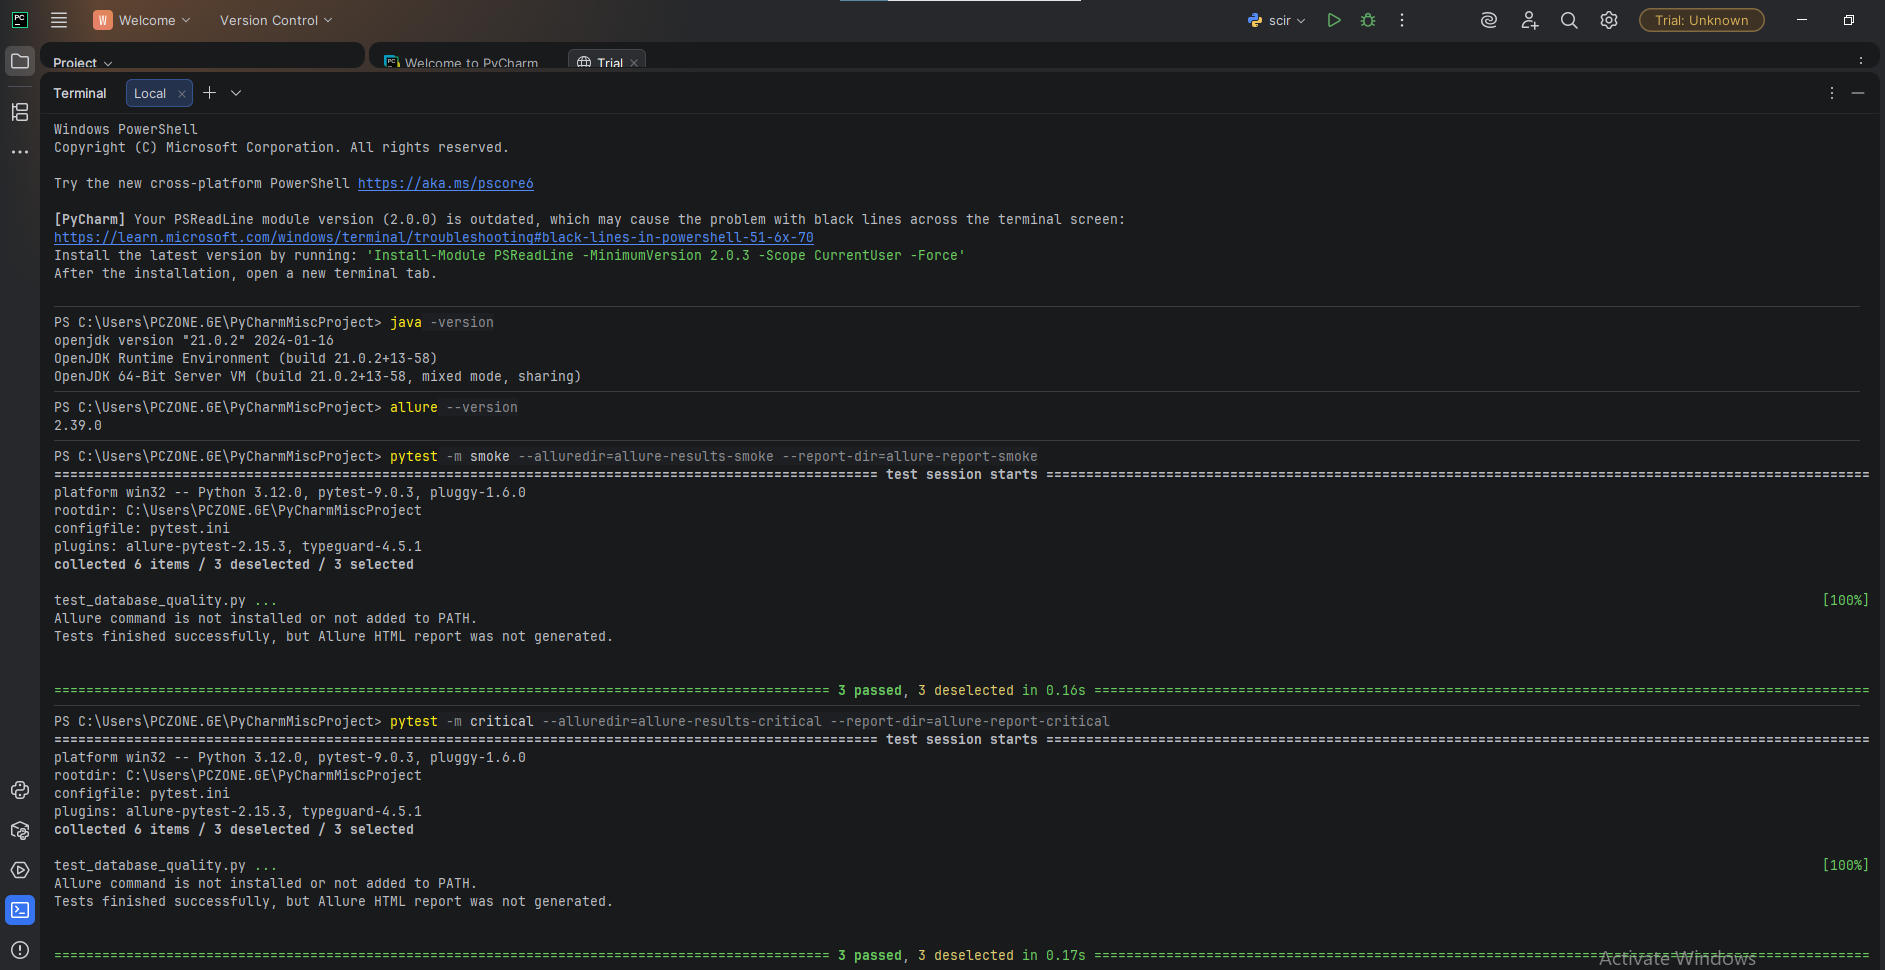 PC W Welcome Version Control scir Trial: Unknown
Project PC Welcome to PyCharm Trial
Terminal Local
Windows PowerShell
Copyright (C) Microsoft Corporation. All rights reserved.
Try the new cross-platform PowerShell https://aka.ms/pscore6
[PyCharm] Your PSReadLine module version (2.0.0) is outdated, which may cause the problem with black lines across the terminal screen:
https://learn.microsoft.com/windows/terminal/troubleshooting#black-lines-in-powershell-51-6x-70
Install the latest version by running: 'Install-Module PSReadLine -MinimumVersion 2.0.3 -Scope CurrentUser -Force'
After the installation, open a new terminal tab.
PS C:\Users\PCZONE.GE\PyCharmMiscProject> java -version
openjdk version "21.0.2" 2024-01-16
OpenJDK Runtime Environment (build 21.0.2+13-58)
OpenJDK 64-Bit Server VM (build 21.0.2+13-58, mixed mode, sharing)
PS C:\Users\PCZONE.GE\PyCharmMiscProject> allure --version
2.39.0
PS C:\Users\PCZONE.GE\PyCharmMiscProject> pytest -m smoke --alluredir=allure-results-smoke --report-dir=allure-report-smoke
======================================================================================================= test session starts =======================================================================================================
platform win32 -- Python 3.12.0, pytest-9.0.3, pluggy-1.6.0
rootdir: C:\Users\PCZONE.GE\PyCharmMiscProject
configfile: pytest.ini
plugins: allure-pytest-2.15.3, typeguard-4.5.1
collected 6 items / 3 deselected / 3 selected
test_database_quality.py ... [100%]
Allure command is not installed or not added to PATH.
Tests finished successfully, but Allure HTML report was not generated.
================================================================================================= 3 passed, 3 deselected in 0.16s =================================================================================================
PS C:\Users\PCZONE.GE\PyCharmMiscProject> pytest -m critical --alluredir=allure-results-critical --report-dir=allure-report-critical
======================================================================================================= test session starts =======================================================================================================
platform win32 -- Python 3.12.0, pytest-9.0.3, pluggy-1.6.0
rootdir: C:\Users\PCZONE.GE\PyCharmMiscProject
configfile: pytest.ini
plugins: allure-pytest-2.15.3, typeguard-4.5.1
collected 6 items / 3 deselected / 3 selected
test_database_quality.py ... [100%]
Allure command is not installed or not added to PATH.
Tests finished successfully, but Allure HTML report was not generated.
================================================================================================= 3 passed, 3 deselected in 0.17s =================================================================================================
Activate Windows